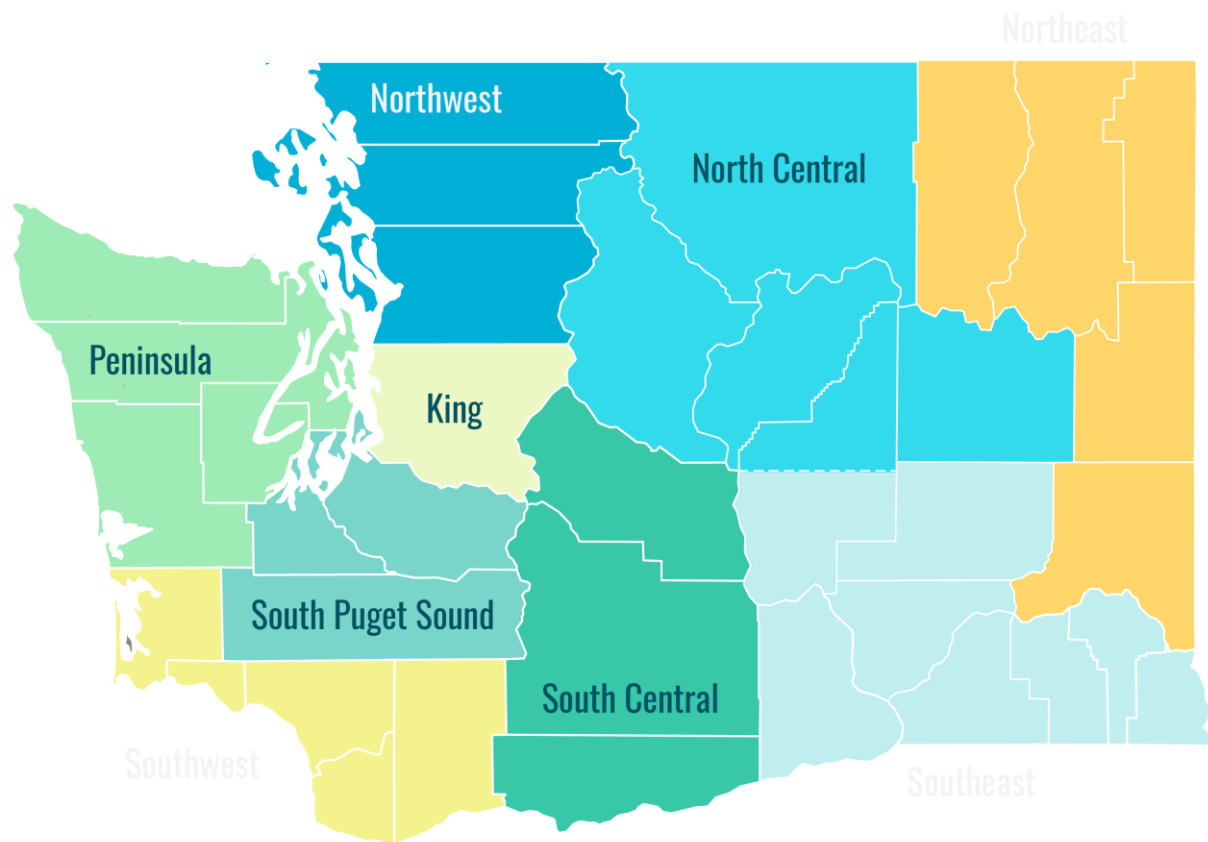 Northeast
Northwest
North Central
Peninsula
King
South Puget Sound
South Central
Southwest
Southeast